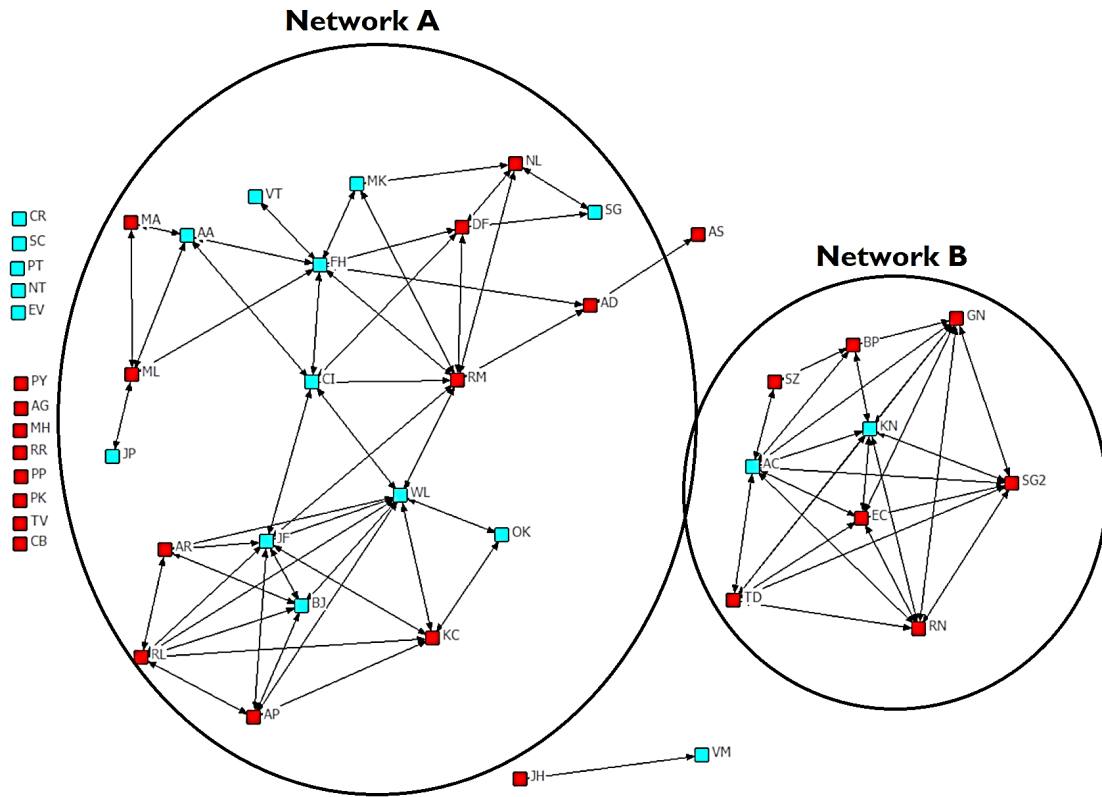 Network A
NL
MK
VT
SG
CR
MA
DF
AA
AS
SC
Network B
FH
PT
NT
AD
EV
GN
BP
ML
CI
RM
SZ
PY
AG
KN
MH
RR
JP
AC
PP
SG2
WL
PK
EC
TV
OK
CB
JF
AR
TD
BJ
RN
KC
RL
AP
VM
JH